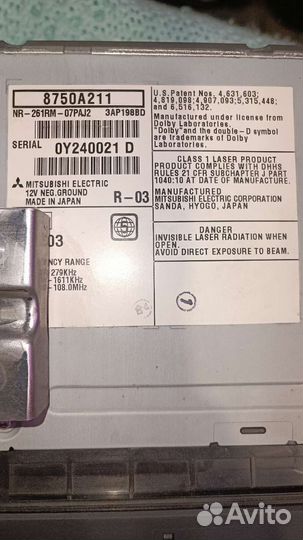 8750A211
NR-261RM-07PAJ2 3AP198BD
SERIAL 0Y240021 D
MITSUBISHI ELECTRIC
12V NEG.GROUND
MADE IN JAPAN R-03
03
ENCY RANGE
279KHz
1611KHz
108.0MHz
U.S.Patent Nos. 4,631,603;
4,819,098; 4,907,093; 5,315,448;
and 6,516,132.
Manufactured under license from
Dolby Laboratories.
"Dolby" and the double-D symbol
are trademarks of
Dolby Laboratories.
CLASS 1 LASER PRODUCT
PRODUCT COMPLIES WITH DHHS
RULES 21 CFR SUBCHAPTER J PART
1040:10 AT DATE OF MANUFACTURE.
MANUFACTURED
MITSUBISHI ELECTRIC CORPORATION
SANDA, HYOGO, JAPAN
DANGER
INVISIBLE LASER RADIATION WHEN
OPEN.
AVOID DIRECT EXPOSURE TO BEAM.
1
Avito